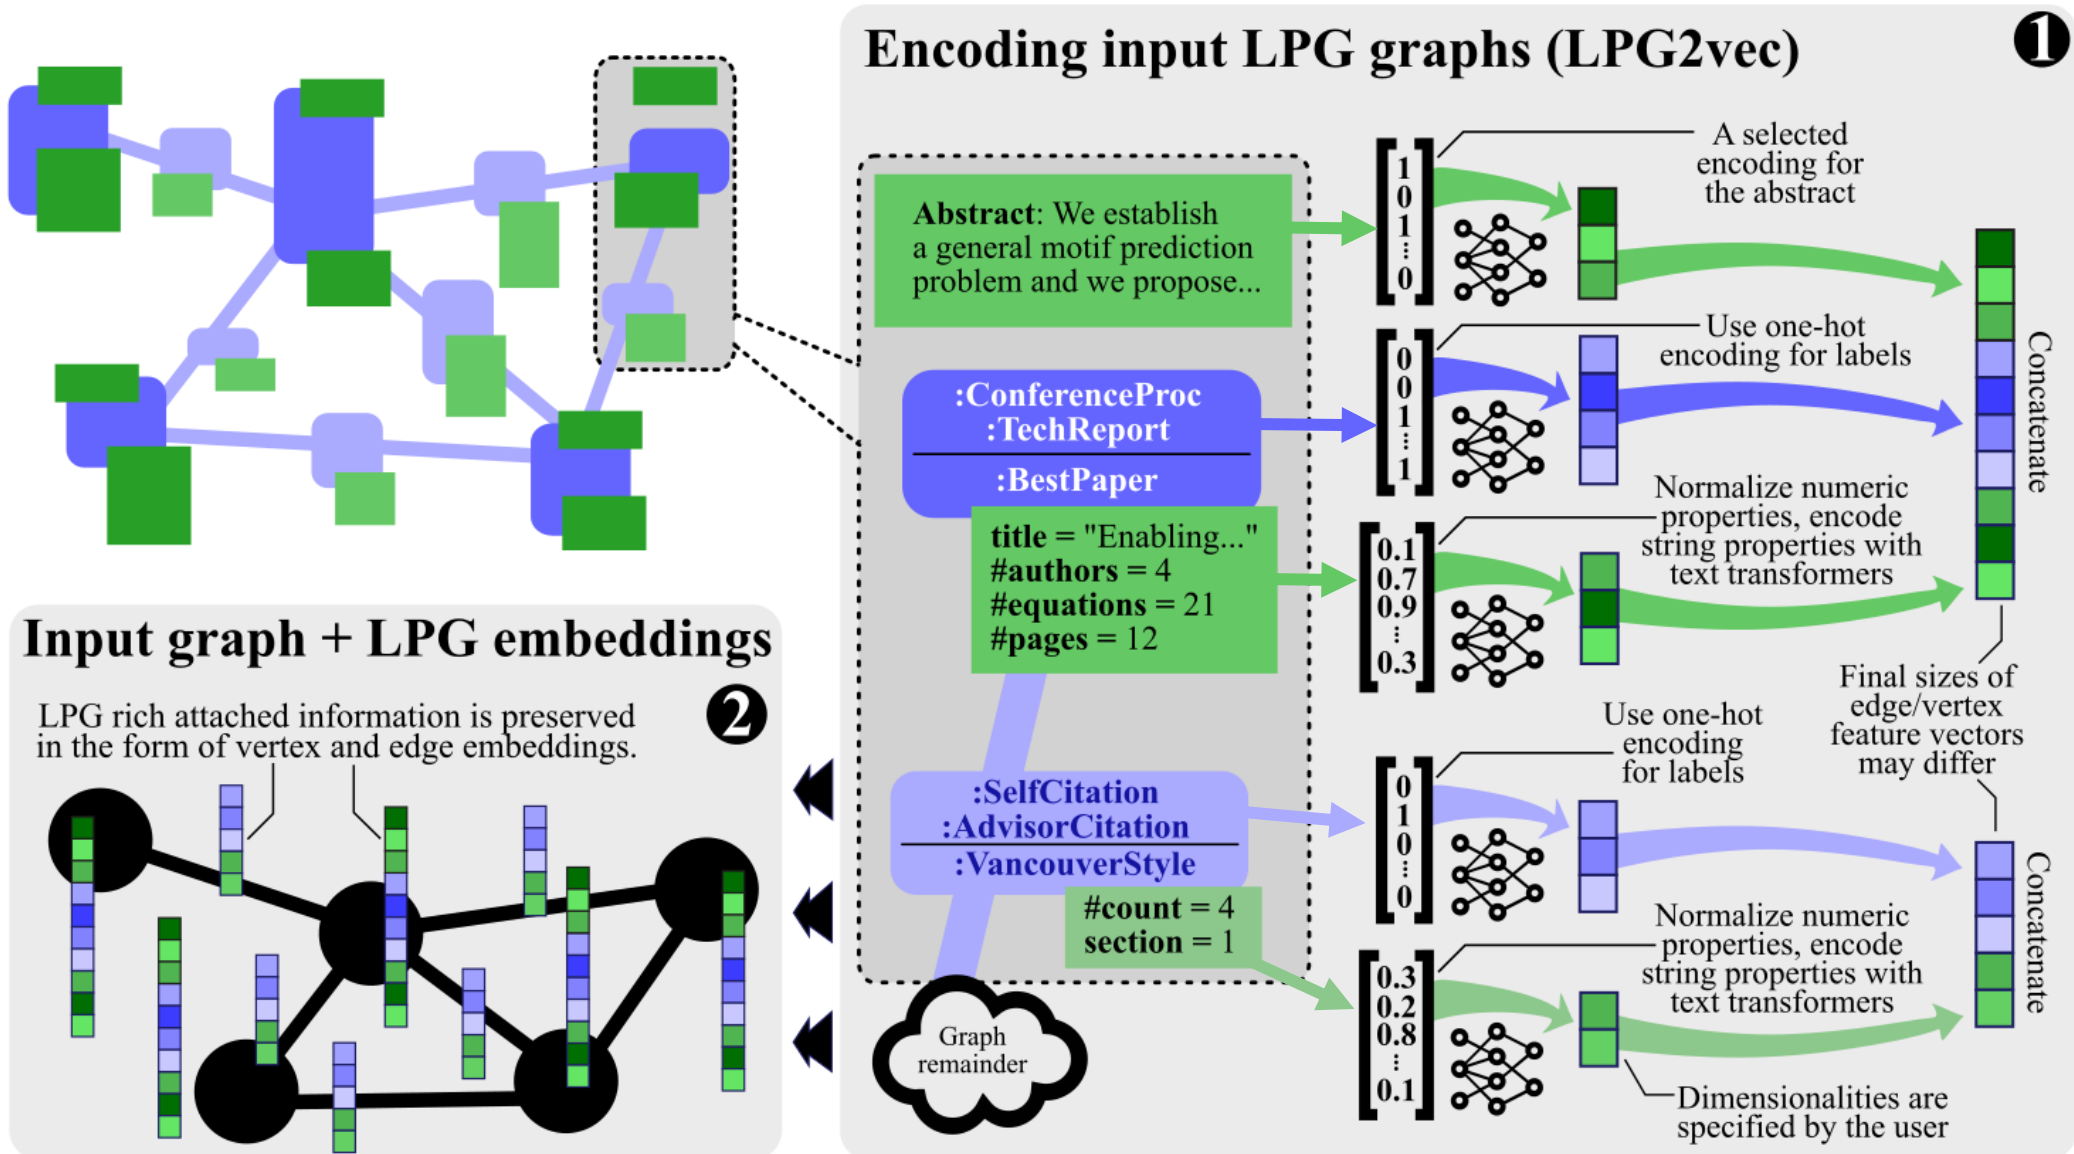 Encoding input LPG graphs (LPG2vec)
1
Abstract: We establish
a general motif prediction
problem and we propose...
1
0
1
...
0
A selected
encoding for
the abstract
:ConferenceProc
:TechReport
:BestPaper
0
0
1
...
1
Use one-hot
encoding for labels
title = "Enabling..."
#authors = 4
#equations = 21
#pages = 12
0.1
0.7
0.9
...
0.3
Normalize numeric
properties, encode
string properties with
text transformers
Concatenate
Final sizes of
edge/vertex
feature vectors
may differ
:SelfCitation
:AdvisorCitation
:VancouverStyle
0
1
0
...
0
Use one-hot
encoding
for labels
#count = 4
section = 1
0.3
0.2
0.8
...
0.1
Normalize numeric
properties, encode
string properties with
text transformers
Concatenate
Dimensionalities are
specified by the user
Graph
remainder
Input graph + LPG embeddings
2
LPG rich attached information is preserved
in the form of vertex and edge embeddings.